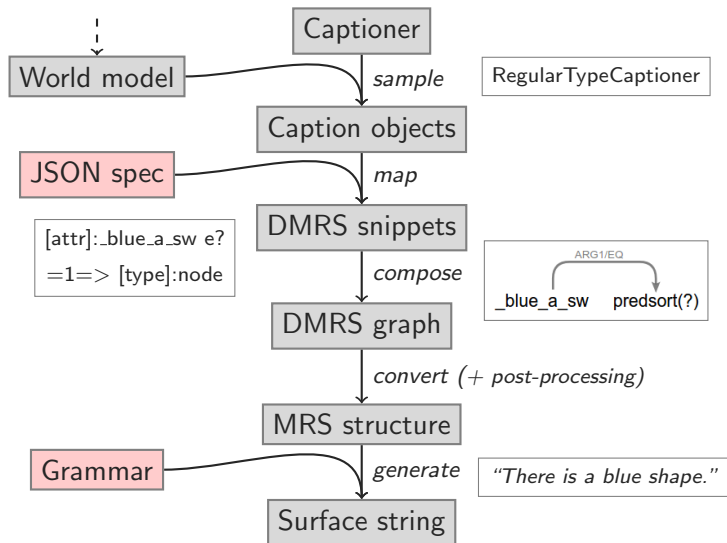 Captioner
World model
sample
RegularTypeCaptioner
Caption objects
JSON spec
map
[attr]:_blue_a_sw e?
=1=> [type]:node
DMRS snippets
compose
ARG1/EQ
_blue_a_sw predsort(?)
DMRS graph
convert (+ post-processing)
MRS structure
Grammar
generate
“There is a blue shape.”
Surface string